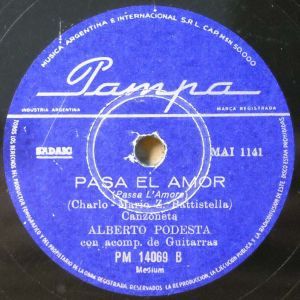 MUSICA ARGENTINA E INTERNACIONAL S.R.L. CAP. M$N 50.000
Pampa
INDUSTRIA ARGENTINA
MARCA REGISTRADA
SADAIC
MAI 1141
PASA EL AMOR
(Passa L'Amore)
(Charlo - Mario Z. Battistella)
Canzoneta
ALBERTO PODESTA
con acomp. de Guitarras
PM 14069 B
Medium